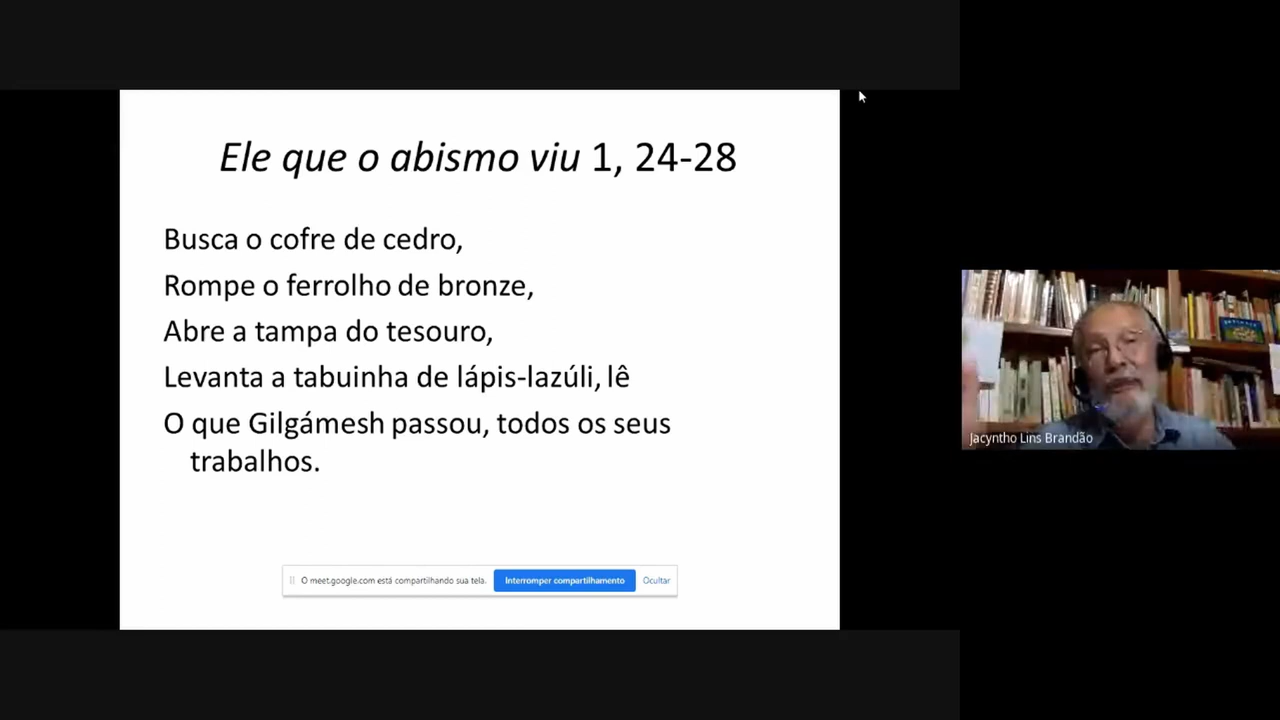 Ele que o abismo viu 1, 24-28
Busca o cofre de cedro,
Rompe o ferrolho de bronze,
Abre a tampa do tesouro,
Levanta a tabuinha de lápis-lazúli, lê
O que Gilgámesh passou, todos os seus
trabalhos.
O meet.google.com está compartilhando sua tela.
Interromper compartilhamento
Ocultar
Jacyntho Lins Brandão